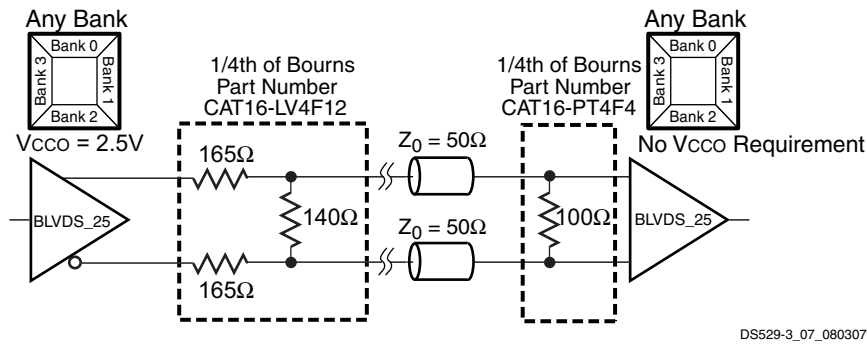 Any Bank
Bank 0
Bank 3
Bank 1
Bank 2
VCCO = 2.5V
BLVDS_25
1/4th of Bourns
Part Number
CAT16-LV4F12
165Ω
140Ω
165Ω
Z0 = 50Ω
Z0 = 50Ω
1/4th of Bourns
Part Number
CAT16-PT4F4
100Ω
Any Bank
Bank 0
Bank 3
Bank 1
Bank 2
No VCCO Requirement
BLVDS_25
DS529-3_07_080307